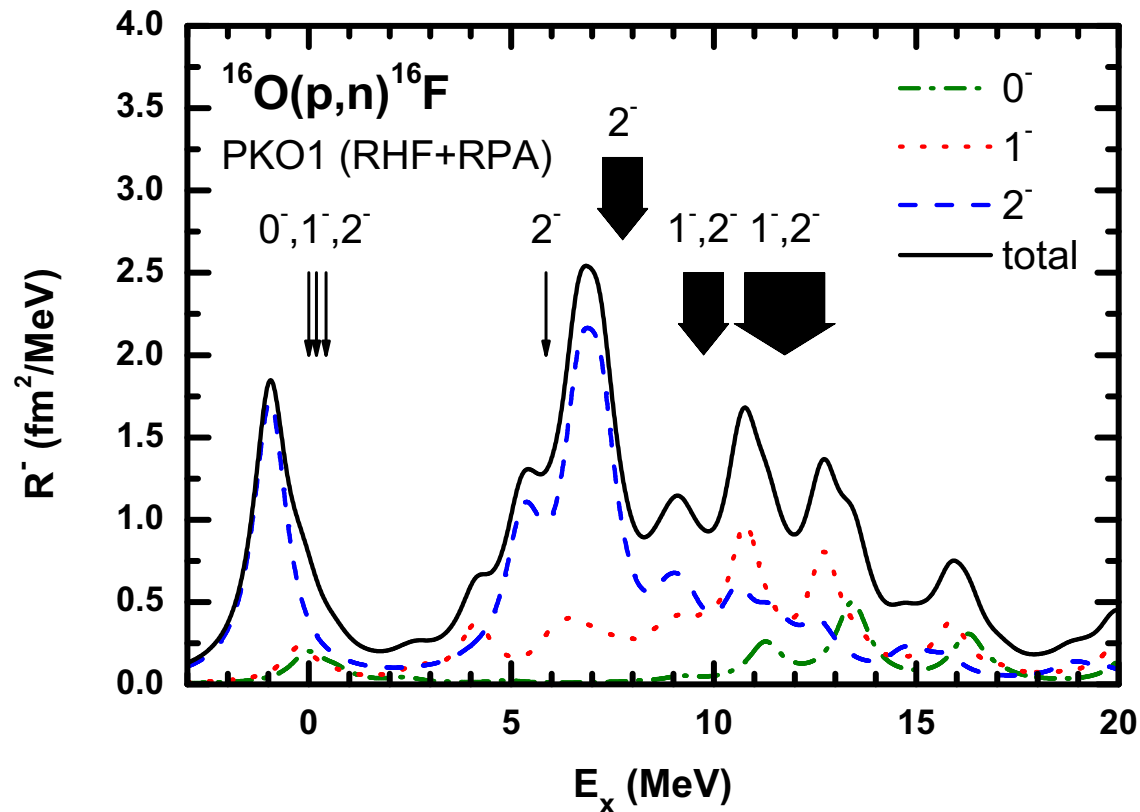 4.0
3.5
3.0
2.5
2.0
1.5
1.0
0.5
0.0
R⁻ (fm²/MeV)
¹⁶O(p,n)¹⁶F
PKO1 (RHF+RPA)
0⁻,1⁻,2⁻
2⁻
2⁻
1⁻,2⁻ 1⁻,2⁻
0⁻
1⁻
2⁻
total
0 5 10 15 20
Eₓ (MeV)